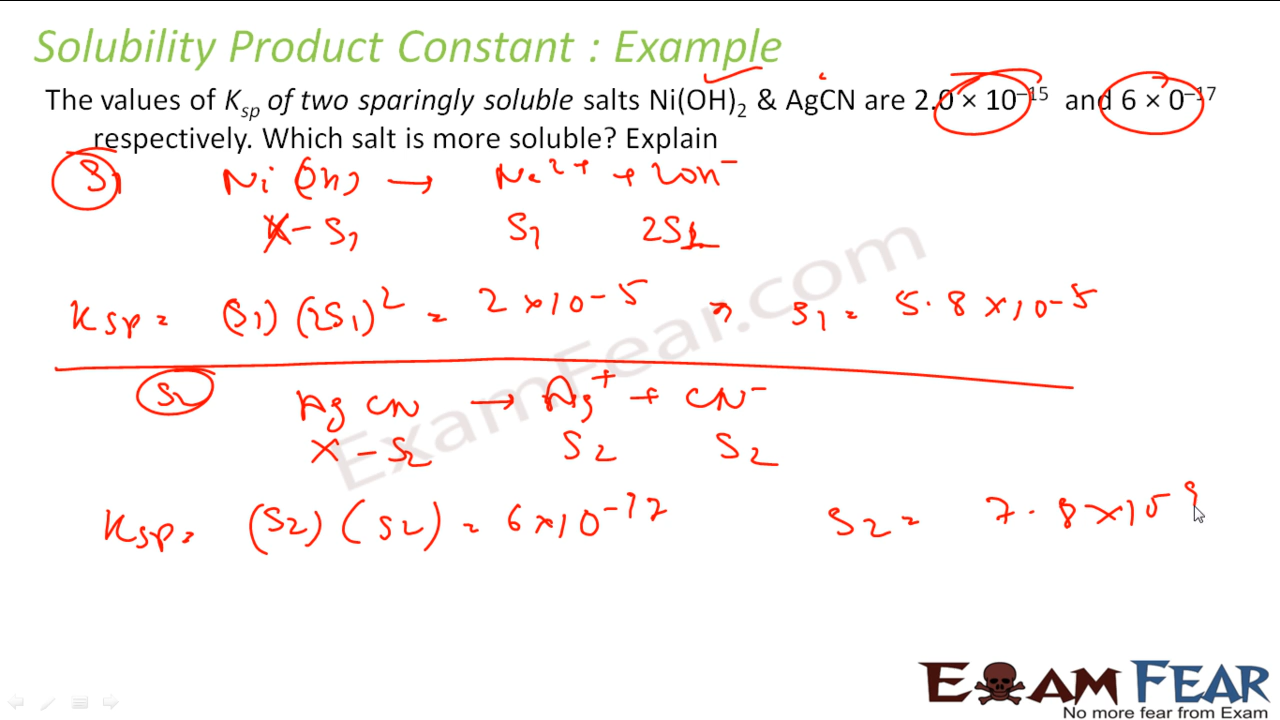 Solubility Product Constant : Example
The values of Ksp of two sparingly soluble salts Ni(OH)₂ & AgCN are 2.0 × 10⁻¹⁵ and 6 × 0⁻¹⁷
respectively. Which salt is more soluble? Explain
S1 Ni (OH) → Ne²⁺ + 2OH⁻
X - S1 S1 2S1
Ksp = (S1) (2S1)² = 2 × 10 - 5 ⇒ S1 = 5.8 × 10 - 5
S2 AgCN → Ag⁺ + CN⁻
X - S2 S2 S2
Ksp = (S2) (S2) = 6 × 10⁻¹⁷ S2 = 7.8 × 10
ExamFear.com
EXAM FEAR
No more fear from Exam